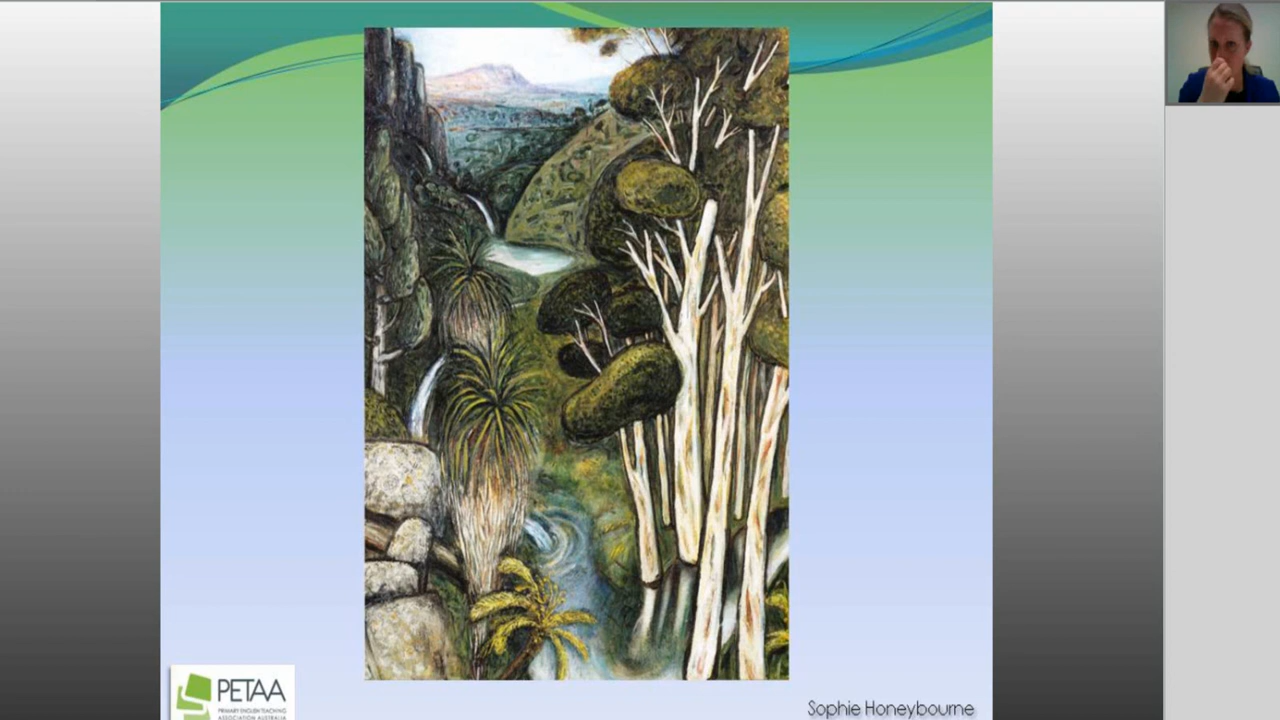 PETAA
PRIMARY ENGLISH TEACHING
ASSOCIATION AUSTRALIA
Sophie Honeybourne